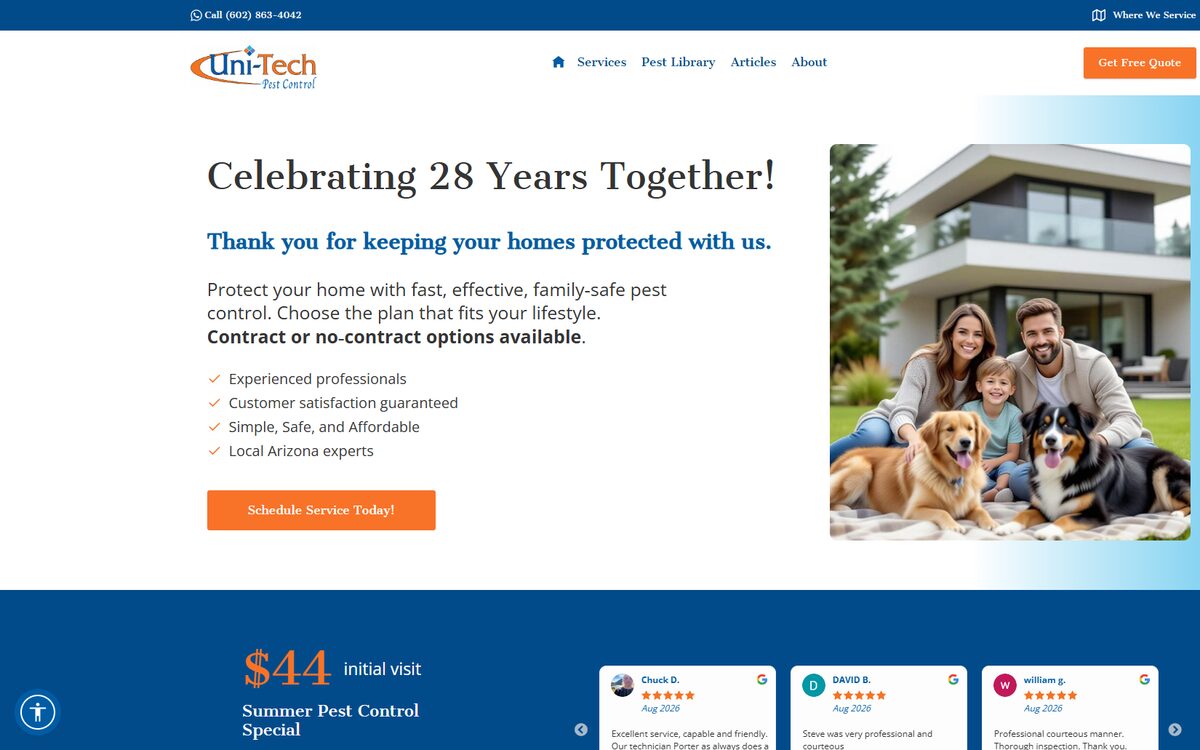 Call (602) 863-4042
Where We Service
Uni-Tech
Pest Control
Services
Pest Library
Articles
About
Get Free Quote
Celebrating 28 Years Together!
Thank you for keeping your homes protected with us.
Protect your home with fast, effective, family-safe pest
control. Choose the plan that fits your lifestyle.
Contract or no-contract options available.
Experienced professionals
Customer satisfaction guaranteed
Simple, Safe, and Affordable
Local Arizona experts
Schedule Service Today!
$44 initial visit
Summer Pest Control
Special
Chuck D.
Aug 2026
Excellent service, capable and friendly.
Our technician Porter as always does a
D
DAVID B.
Aug 2026
Steve was very professional and
courteous
w
william g.
Aug 2026
Professional courteous manner.
Thorough inspection. Thank you.